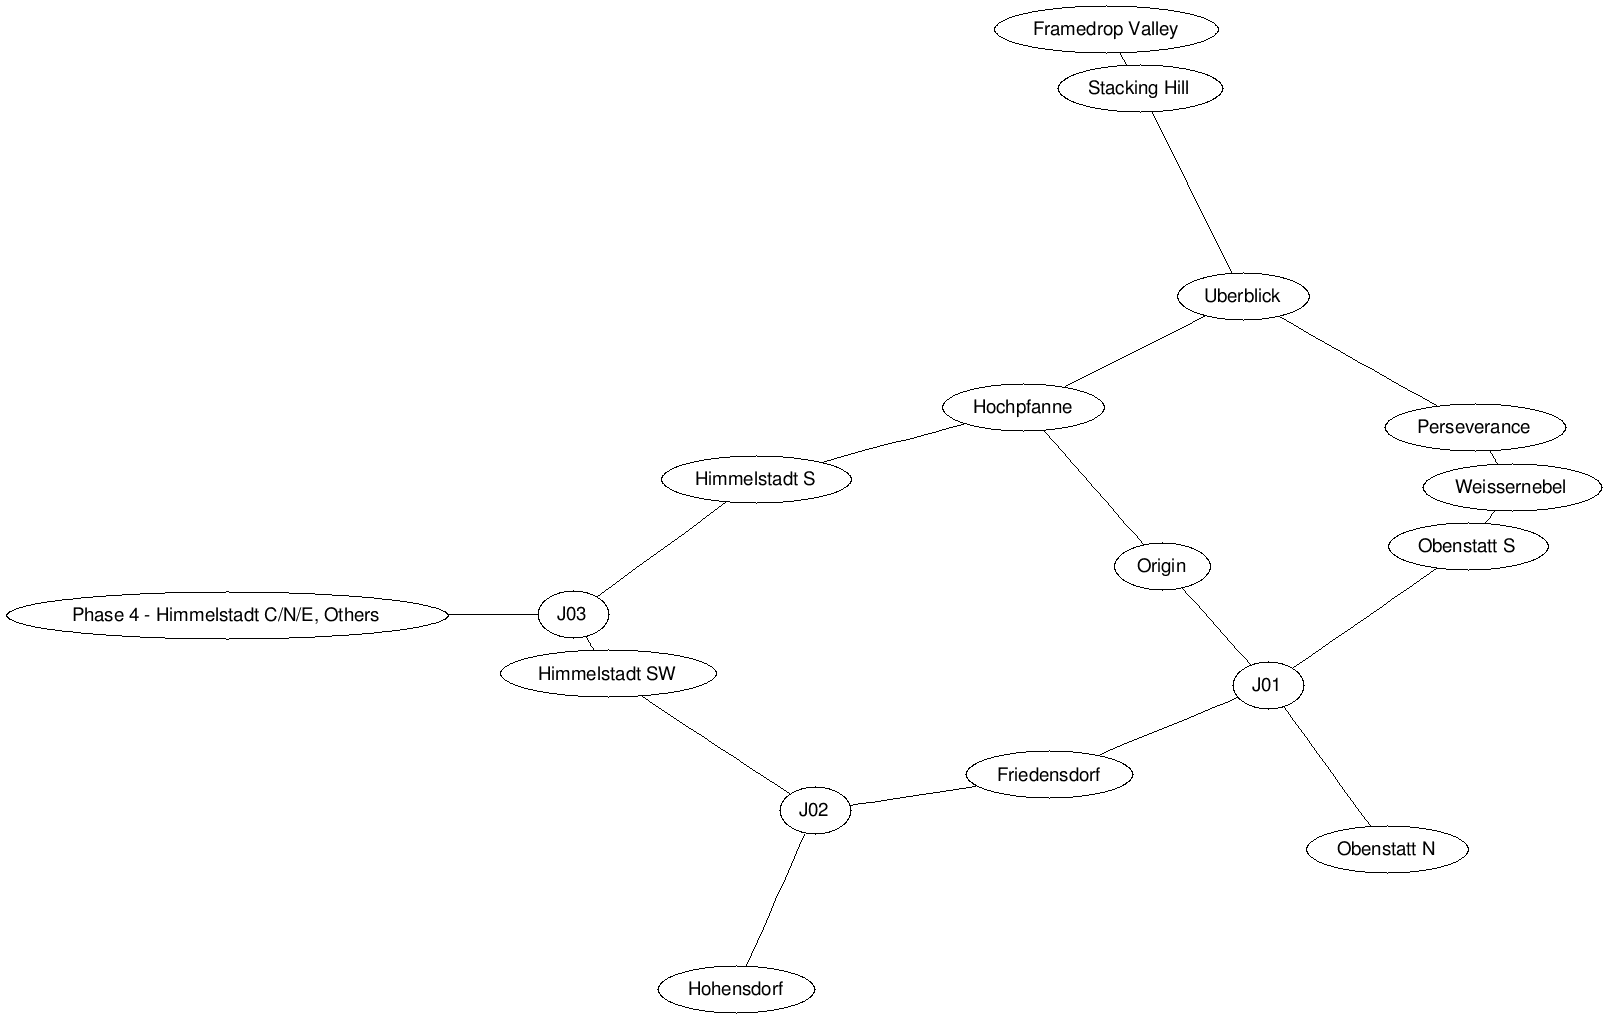 Framedrop Valley
Stacking Hill
Uberblick
Hochpfanne
Perseverance
Himmelstadt S
Weissernebel
Obenstatt S
Origin
Phase 4 - Himmelstadt C/N/E, Others
J03
Himmelstadt SW
J01
Friedensdorf
J02
Obenstatt N
Hohensdorf